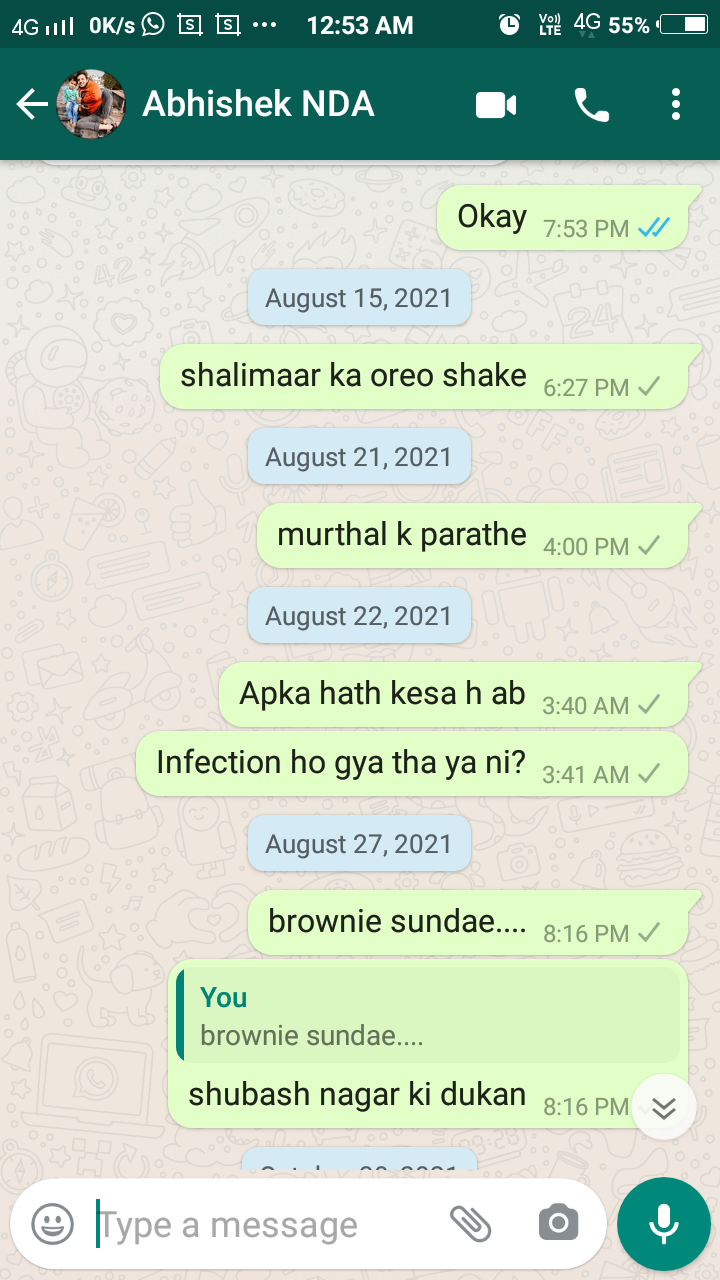 4G 0K/s S S 12:53 AM Vo)) LTE 4G 55%
Abhishek NDA
Okay 7:53 PM
August 15, 2021
shalimaar ka oreo shake 6:27 PM
August 21, 2021
murthal k parathe 4:00 PM
August 22, 2021
Apka hath kesa h ab 3:40 AM
Infection ho gya tha ya ni? 3:41 AM
August 27, 2021
brownie sundae.... 8:16 PM
You
brownie sundae....
shubash nagar ki dukan 8:16 PM
Type a message